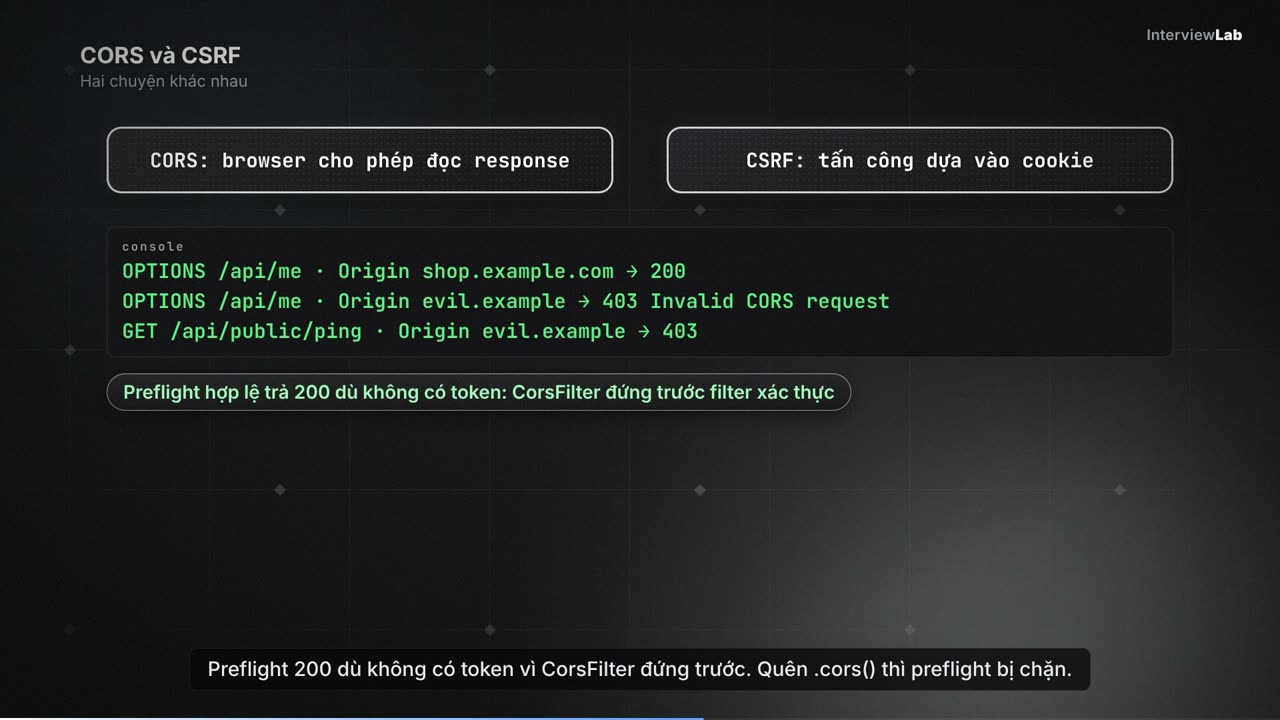 CORS và CSRF
InterviewLab
Hai chuyện khác nhau
CORS: browser cho phép đọc response
CSRF: tấn công dựa vào cookie
console
OPTIONS /api/me · Origin shop.example.com → 200
OPTIONS /api/me · Origin evil.example → 403 Invalid CORS request
GET /api/public/ping · Origin evil.example → 403
Preflight hợp lệ trả 200 dù không có token: CorsFilter đứng trước filter xác thực
Preflight 200 dù không có token vì CorsFilter đứng trước. Quên .cors() thì preflight bị chặn.